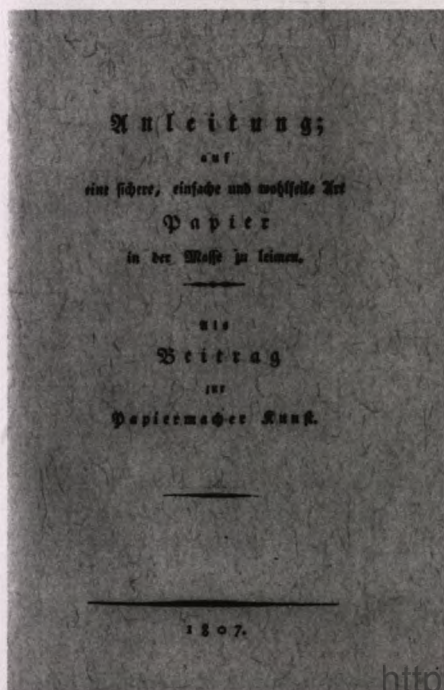 Anleitung;
auf
eine sichere, einfache und wohlfeile Art
Papier
in der Masse zu leimen.
Als
Beitrag
zur
Papiermacher Kunst.
1807.
http